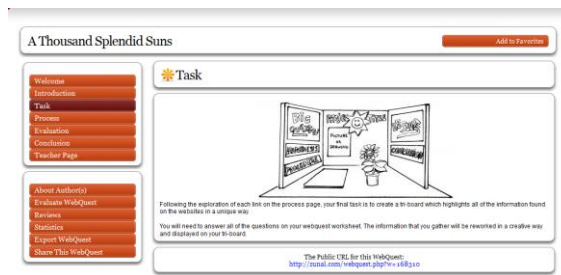 A Thousand Splendid Suns
Add to Favorites
Welcome
Introduction
Task
Process
Evaluation
Conclusion
Teacher Page
About Author(s)
Evaluate WebQuest
Reviews
Statistics
Export WebQuest
Share This WebQuest
Task
BIG
PICTURE
OR
DRAWING
Following the exploration of each link on the process page, your final task is to create a tri-board which highlights all of the information found
on the websites in a unique way.
You will need to answer all of the questions on your webquest worksheet. The information that you gather will be reworked in a creative way
and displayed on your tri-board.
The Public URL for this WebQuest:
http://zunal.com/webquest.php?w=168310